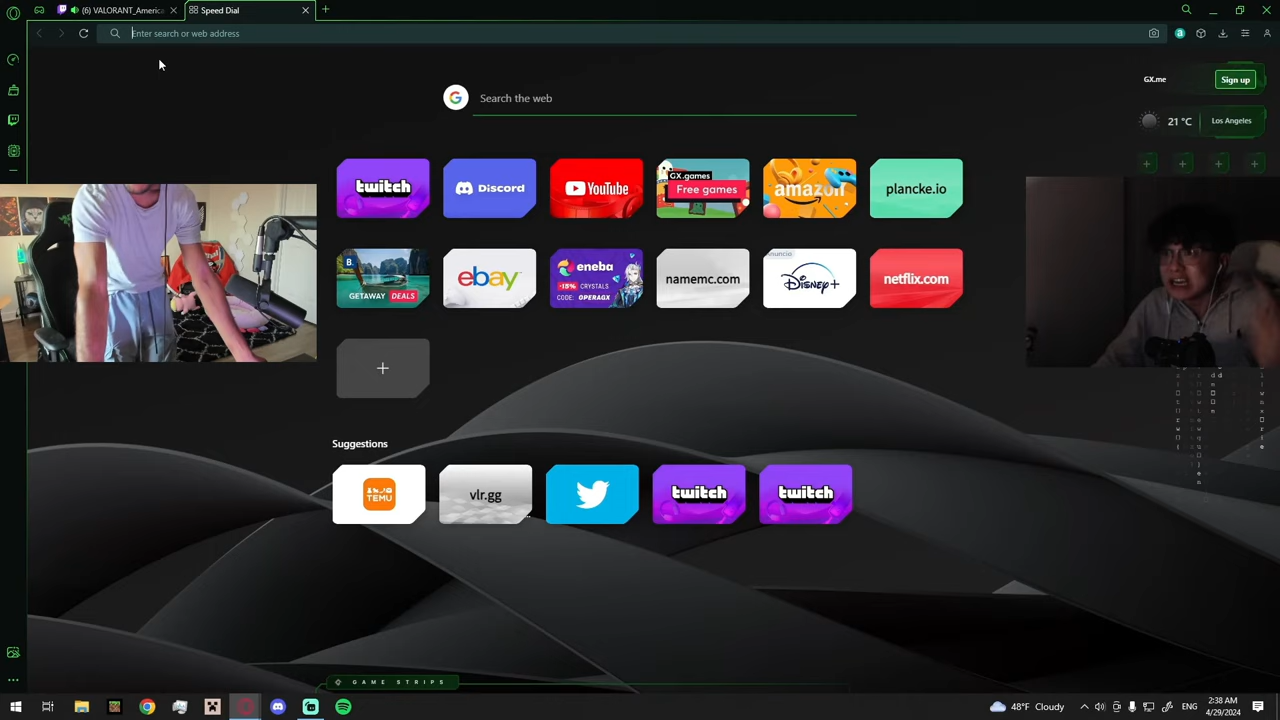 (6) VALORANT_America
Speed Dial
Enter search or web address
Search the web
GX.me
Sign up
21 °C
Los Angeles
twitch
Discord
YouTube
GX.games
Free games
amazon
plancke.io
B.
GETAWAY DEALS
ebay
eneba
-15% CRYSTALS
CODE: OPERAGX
namemc.com
Anuncio
Disney+
netflix.com
Suggestions
TEMU
vlr.gg
twitch
twitch
GAME STRIPS
48°F Cloudy
ENG
2:38 AM
4/29/2024